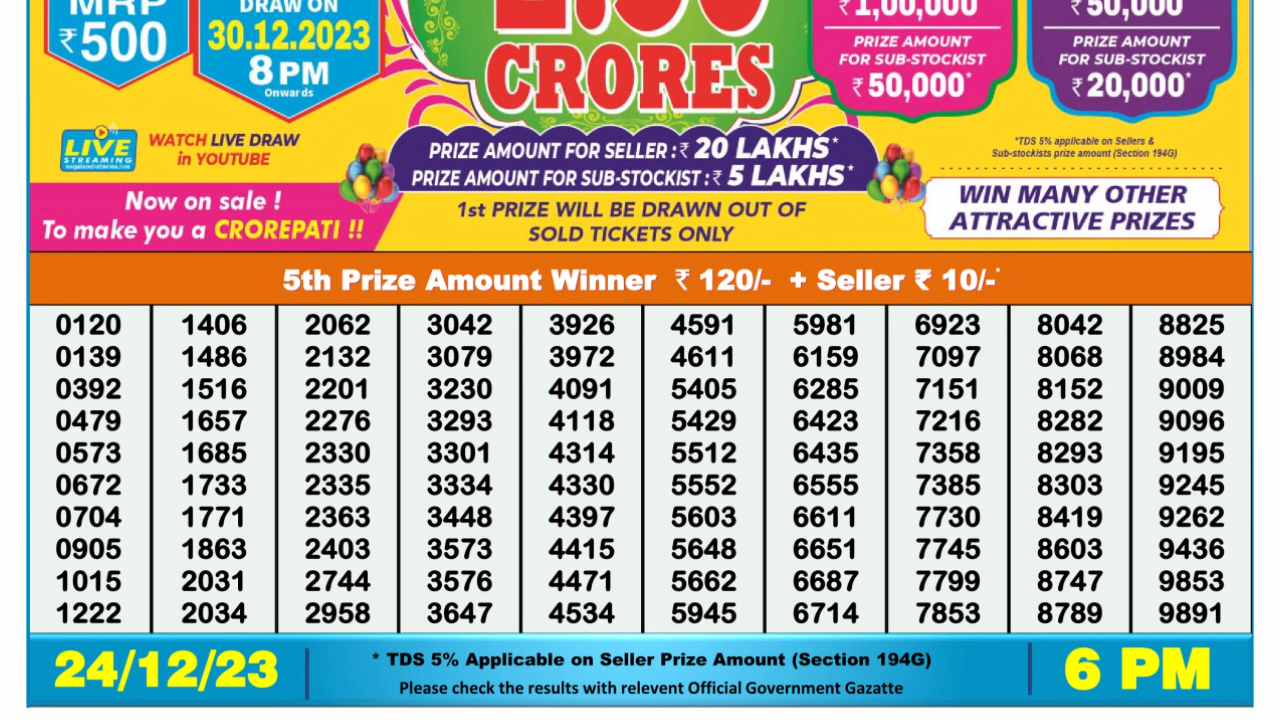 MRP
₹500
DRAW ON
30.12.2023
8 PM
Onwards
CRORES
₹1,00,000
PRIZE AMOUNT
FOR SUB-STOCKIST
₹50,000*
₹50,000
PRIZE AMOUNT
FOR SUB-STOCKIST
₹20,000*
LIVE
STREAMING
WATCH LIVE DRAW
in YOUTUBE
PRIZE AMOUNT FOR SELLER :₹ 20 LAKHS*
PRIZE AMOUNT FOR SUB-STOCKIST :₹ 5 LAKHS*
*TDS 5% applicable on Sellers &
Sub-stockists prize amount (Section 194G)
Now on sale !
To make you a CROREPATI !!
1st PRIZE WILL BE DRAWN OUT OF
SOLD TICKETS ONLY
WIN MANY OTHER
ATTRACTIVE PRIZES
5th Prize Amount Winner ₹ 120/- + Seller ₹ 10/-*
0120 1406 2062 3042 3926 4591 5981 6923 8042 8825
0139 1486 2132 3079 3972 4611 6159 7097 8068 8984
0392 1516 2201 3230 4091 5405 6285 7151 8152 9009
0479 1657 2276 3293 4118 5429 6423 7216 8282 9096
0573 1685 2330 3301 4314 5512 6435 7358 8293 9195
0672 1733 2335 3334 4330 5552 6555 7385 8303 9245
0704 1771 2363 3448 4397 5603 6611 7730 8419 9262
0905 1863 2403 3573 4415 5648 6651 7745 8603 9436
1015 2031 2744 3576 4471 5662 6687 7799 8747 9853
1222 2034 2958 3647 4534 5945 6714 7853 8789 9891
24/12/23
* TDS 5% Applicable on Seller Prize Amount (Section 194G)
Please check the results with relevent Official Government Gazatte
6 PM